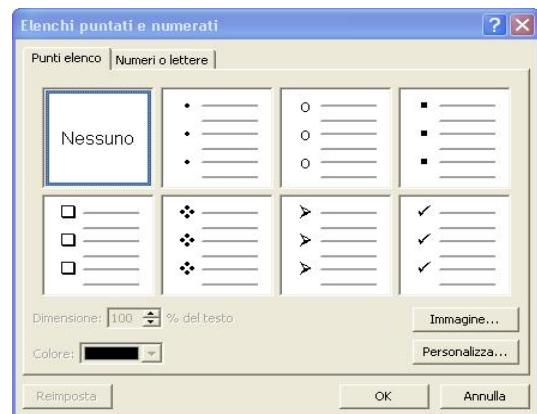 Elenchi puntati e numerati
Punti elenco Numeri o lettere
Nessuno
Dimensione: 100 % del testo
Immagine...
Colore:
Personalizza...
Reimposta OK Annulla